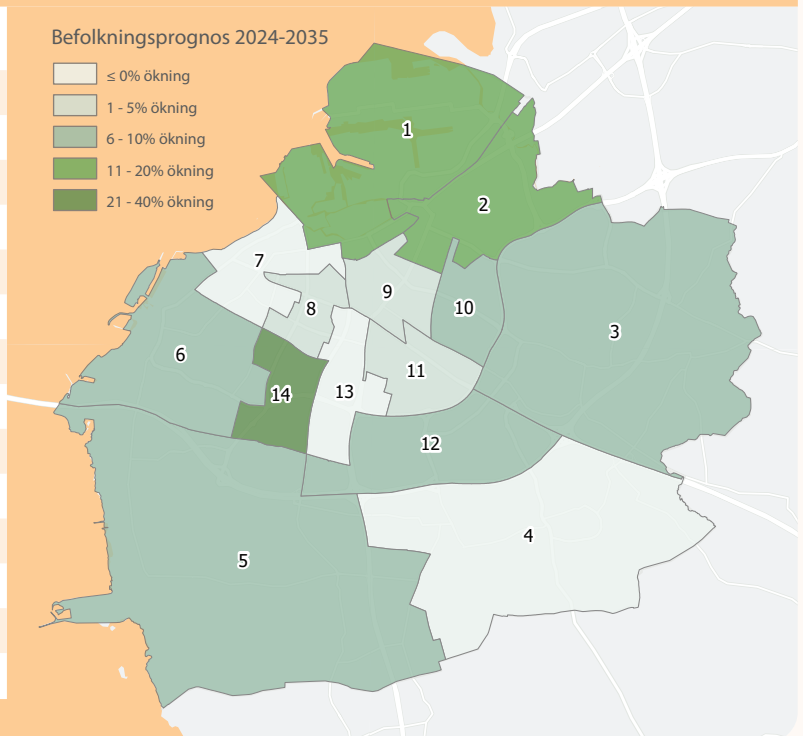 Befolkningsprognos 2024-2035
≤ 0% ökning
1 - 5% ökning
6 - 10% ökning
11 - 20% ökning
21 - 40% ökning
1
2
7
9
8
10
3
6
11
14
13
12
4
5